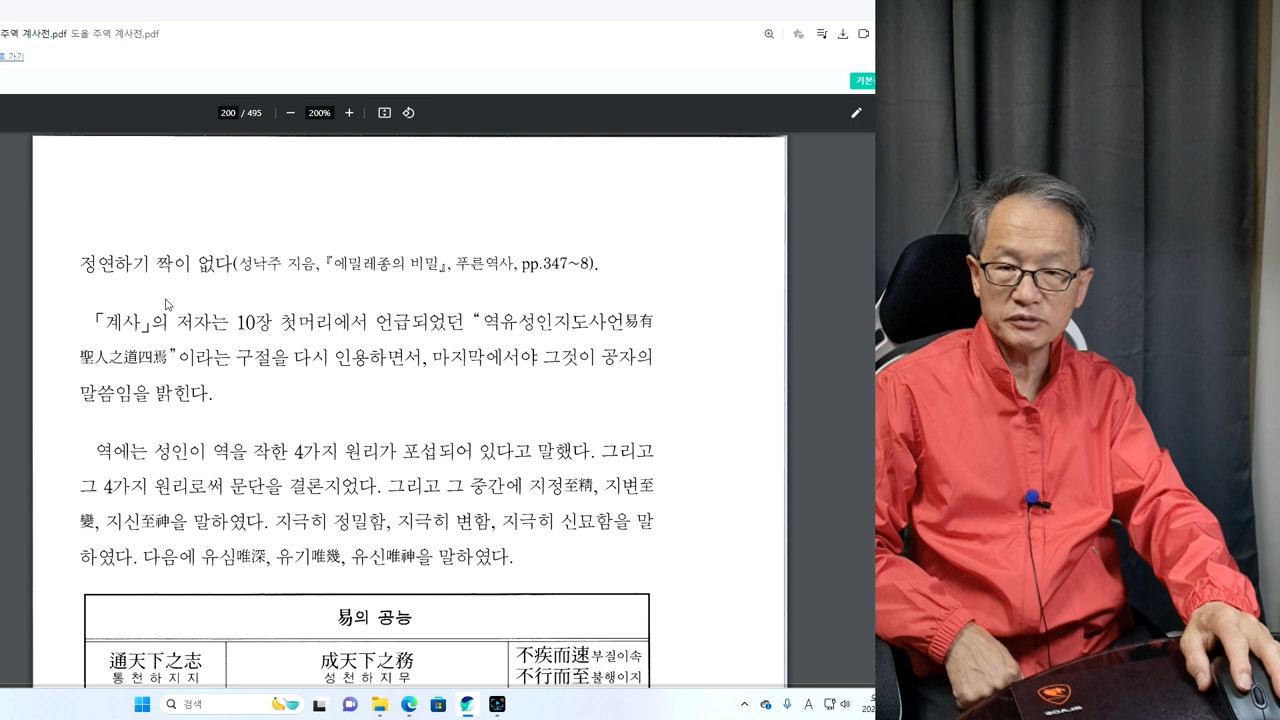 주역 계사전.pdf 도올 주역 계사전.pdf
로 가기
기본
200 / 495 200%
정연하기 짝이 없다(성낙주 지음, 『에밀레종의 비밀』, 푸른역사, pp.347~8).
「계사」의 저자는 10장 첫머리에서 언급되었던 “역유성인지도사언易有
聖人之道四焉”이라는 구절을 다시 인용하면서, 마지막에서야 그것이 공자의
말씀임을 밝힌다.
역에는 성인이 역을 작한 4가지 원리가 포섭되어 있다고 말했다. 그리고
그 4가지 원리로써 문단을 결론지었다. 그리고 그 중간에 지정至精, 지변至
變, 지신至神을 말하였다. 지극히 정밀함, 지극히 변함, 지극히 신묘함을 말
하였다. 다음에 유심唯深, 유기唯幾, 유신唯神을 말하였다.
易의 공능
通天下之志
통천하지지
成天下之務
성천하지무
不疾而速 부질이속
不行而至 불행이지
검색
A